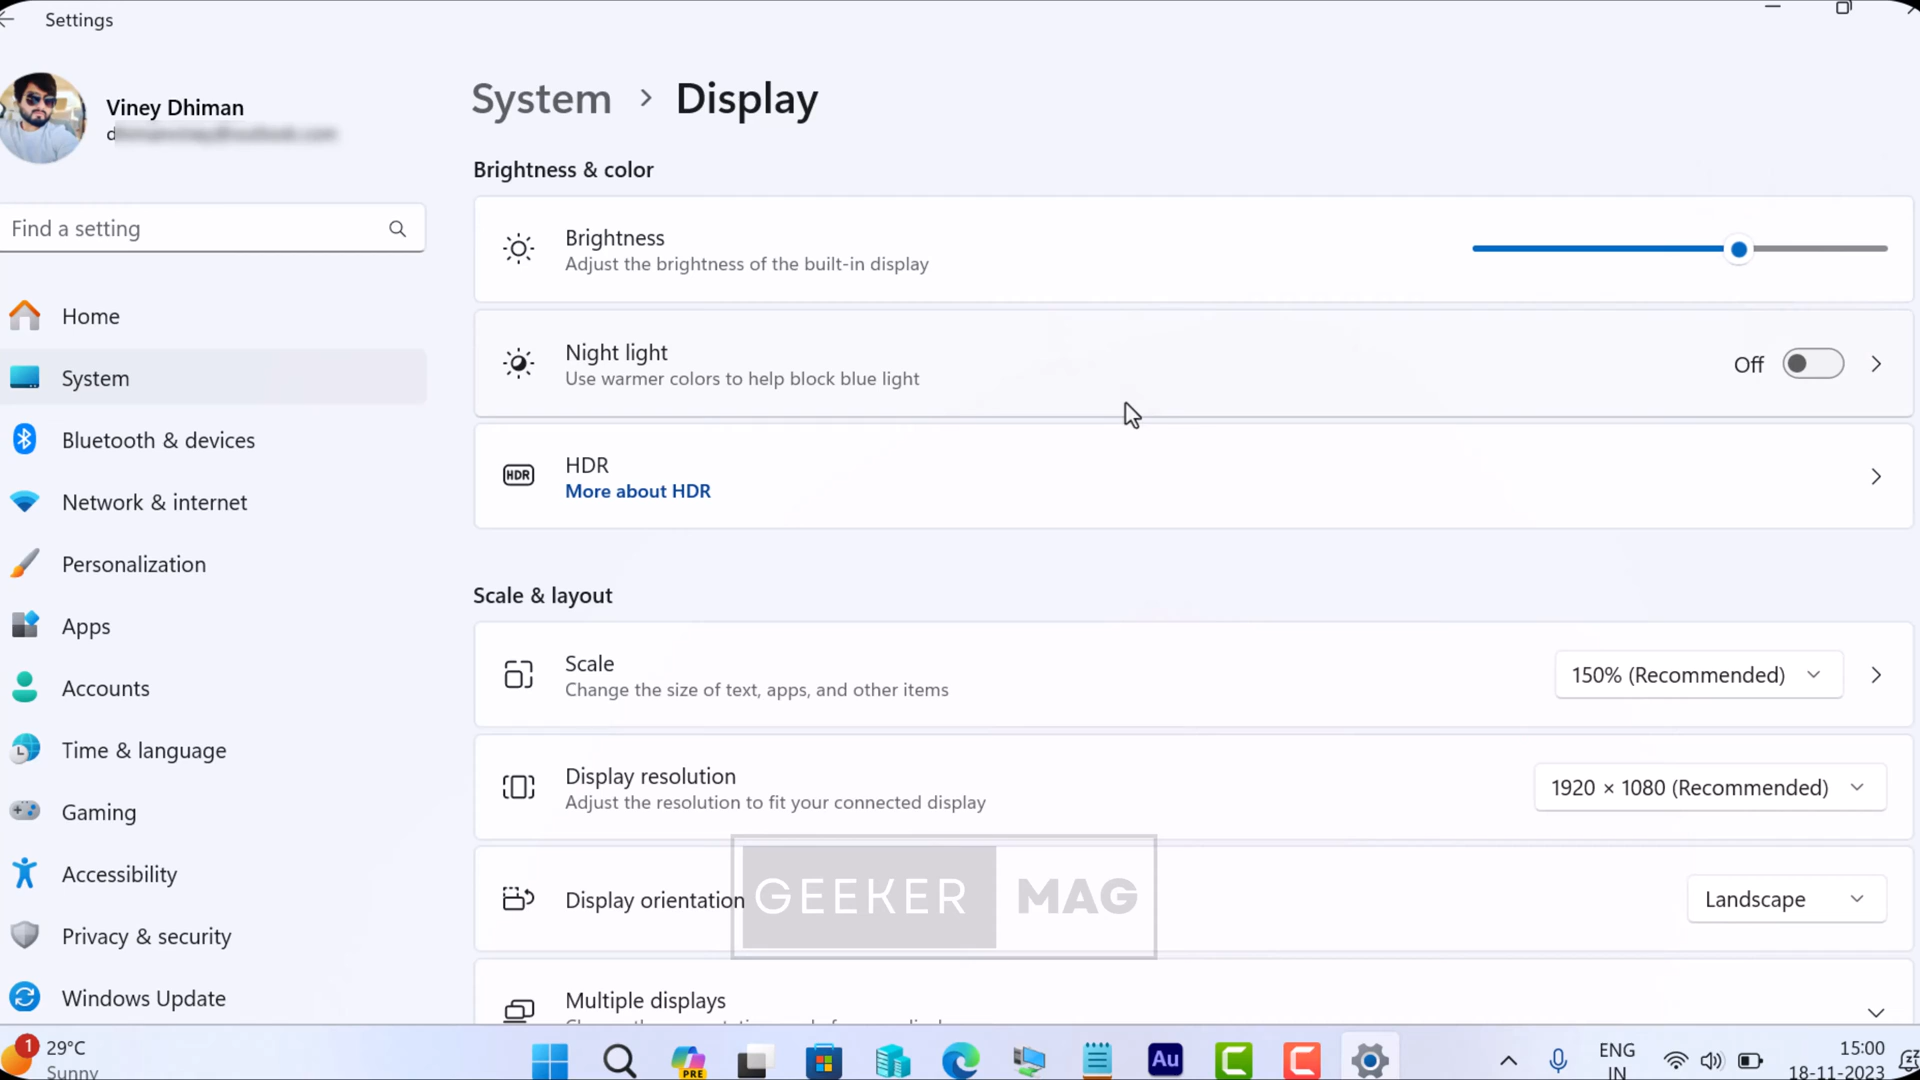 Settings
Viney Dhiman
Find a setting
Home
System
Bluetooth & devices
Network & internet
Personalization
Apps
Accounts
Time & language
Gaming
Accessibility
Privacy & security
Windows Update
System > Display
Brightness & color
Brightness
Adjust the brightness of the built-in display
Night light
Use warmer colors to help block blue light
Off
HDR
HDR
More about HDR
Scale & layout
Scale
Change the size of text, apps, and other items
150% (Recommended)
Display resolution
Adjust the resolution to fit your connected display
1920 × 1080 (Recommended)
Display orientation
Landscape
GEEKER MAG
Multiple displays
1
29°C
Sunny
PRE
Au
ENG
IN
15:00
18-11-2023